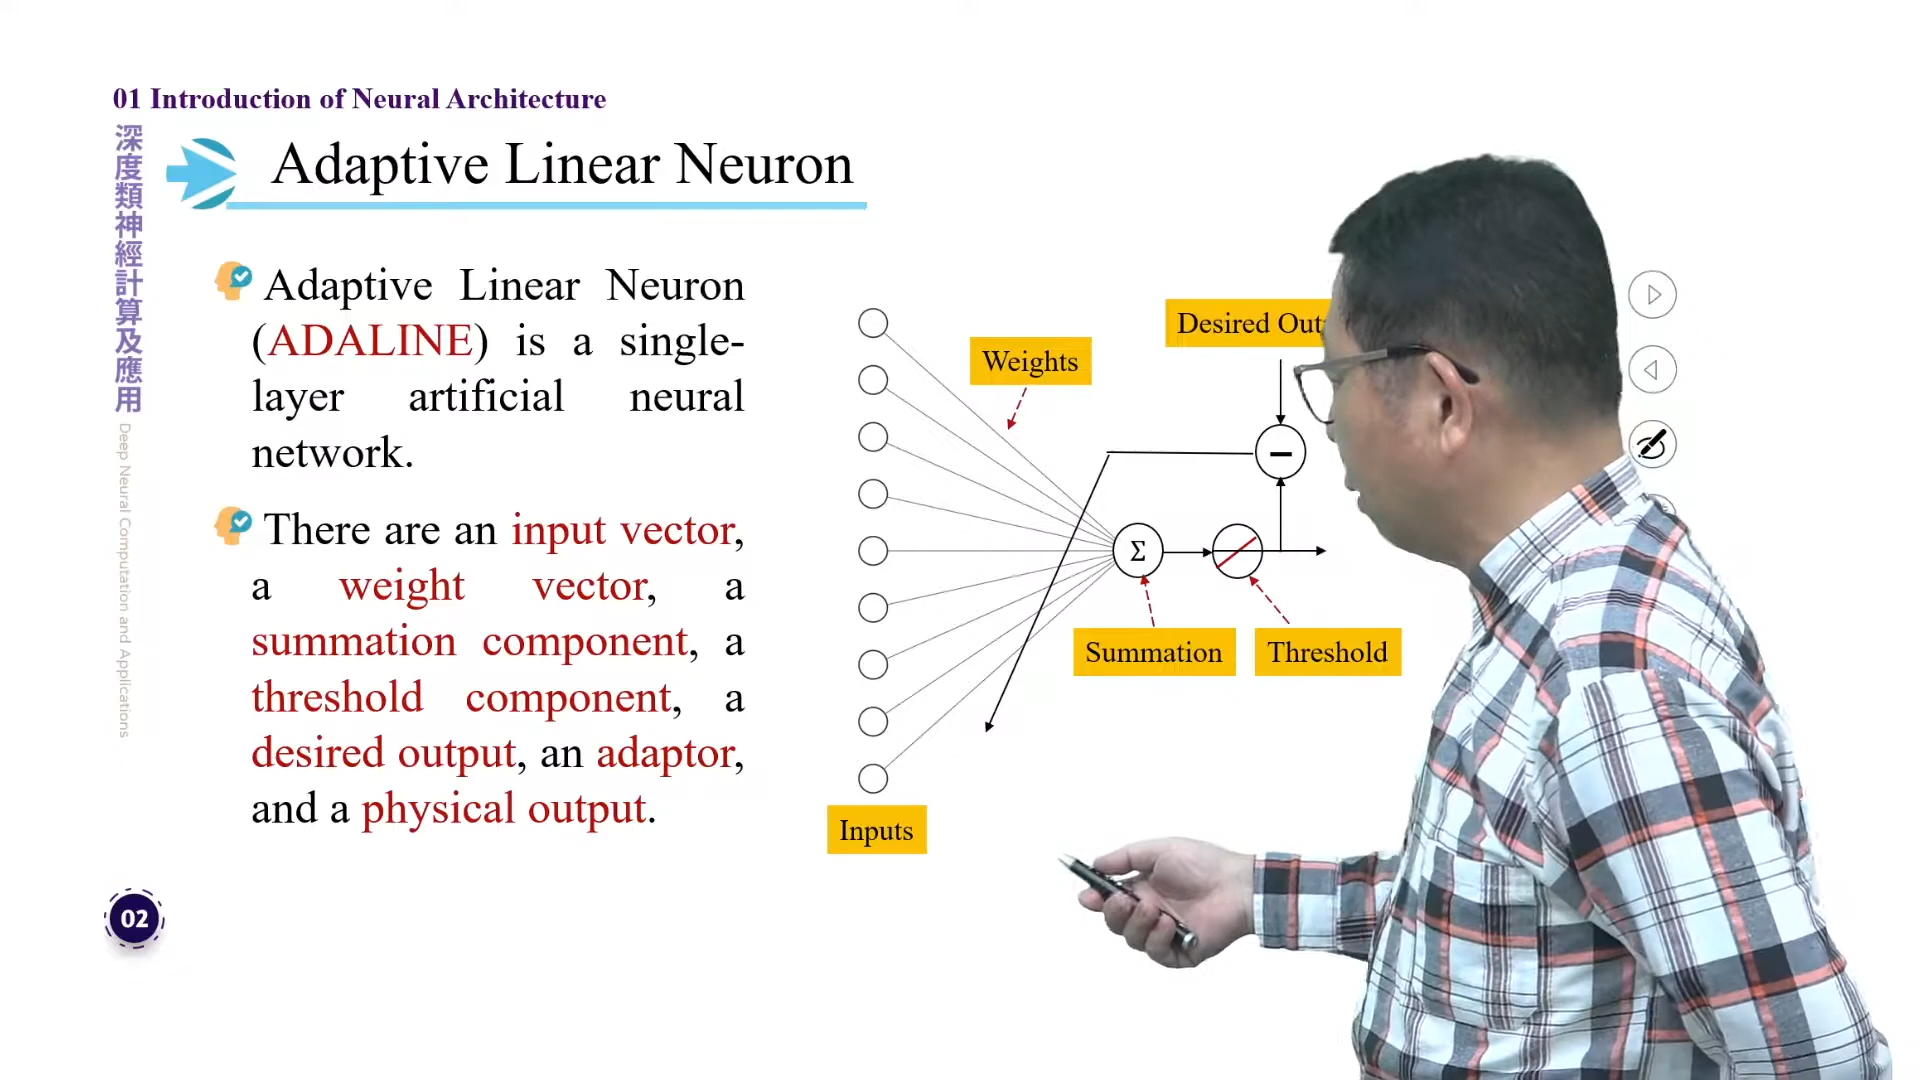 01 Introduction of Neural Architecture
深度類神經計算及應用
Deep Neural Computation and Applications
Adaptive Linear Neuron
Adaptive Linear Neuron
(ADALINE) is a single-
layer artificial neural
network.
There are an input vector,
a weight vector, a
summation component, a
threshold component, a
desired output, an adaptor,
and a physical output.
Weights
Desired
Σ
Summation
Threshold
Inputs
02